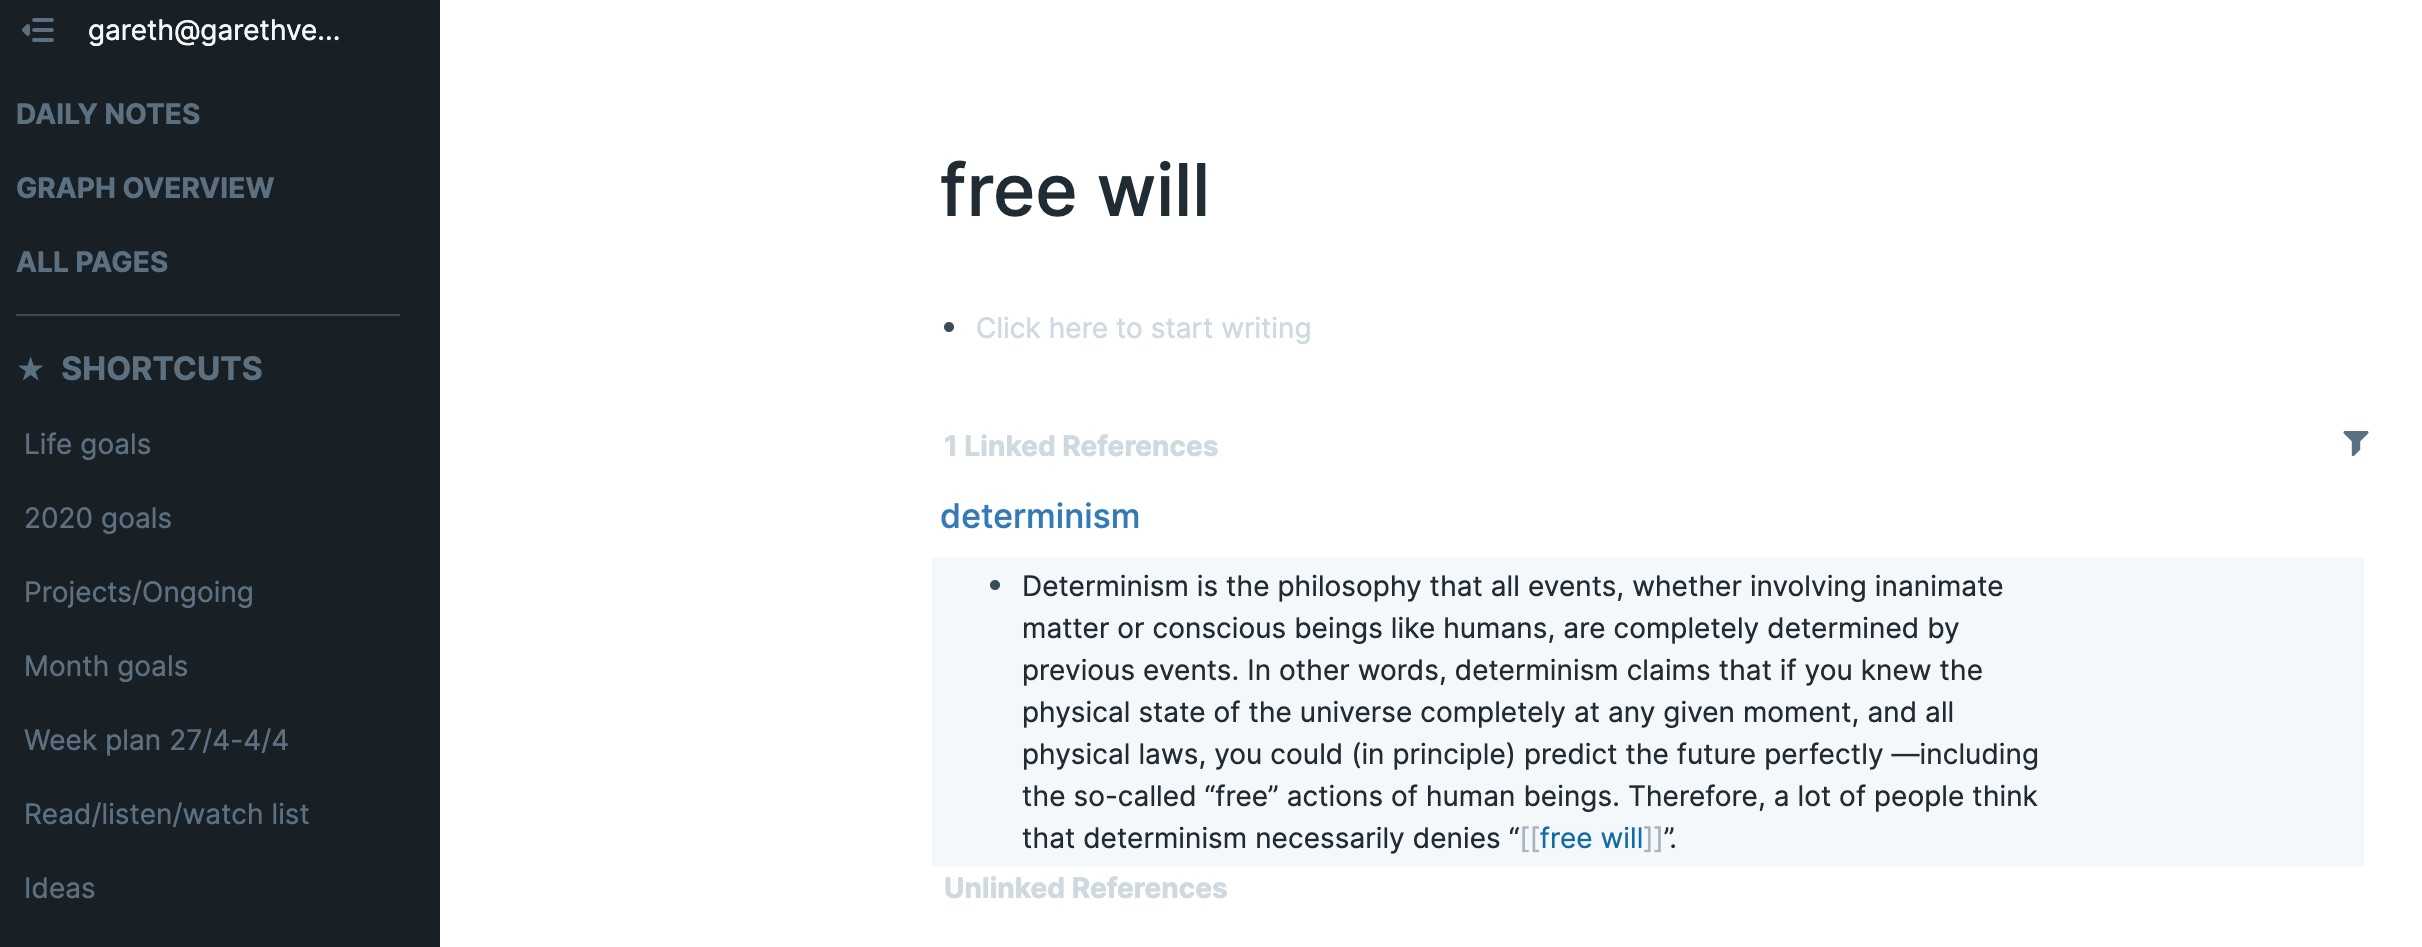 gareth@garethve...
DAILY NOTES
GRAPH OVERVIEW
ALL PAGES
★ SHORTCUTS
Life goals
2020 goals
Projects/Ongoing
Month goals
Week plan 27/4-4/4
Read/listen/watch list
Ideas
free will
• Click here to start writing
1 Linked References
determinism
• Determinism is the philosophy that all events, whether involving inanimate
matter or conscious beings like humans, are completely determined by
previous events. In other words, determinism claims that if you knew the
physical state of the universe completely at any given moment, and all
physical laws, you could (in principle) predict the future perfectly —including
the so-called “free” actions of human beings. Therefore, a lot of people think
that determinism necessarily denies “[[free will]]”.
Unlinked References